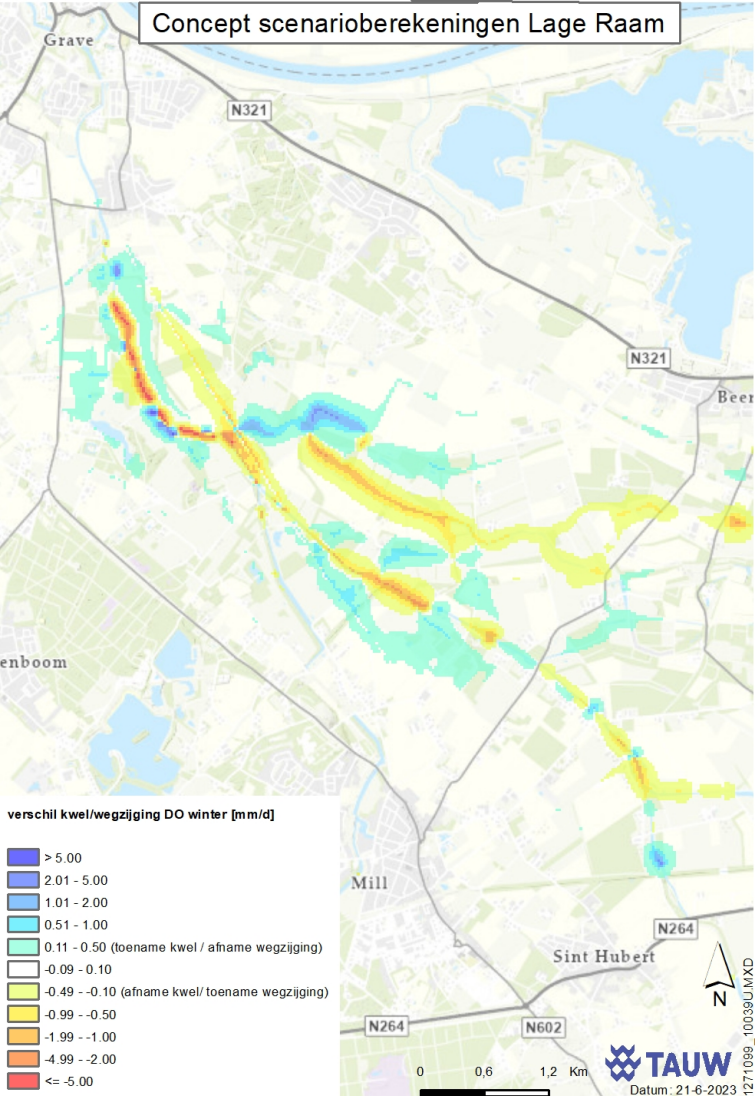 Concept scenarioberekeningen Lage Raam
Grave
N321
N321
Beer
enboom
verschil kwel/wegzijging DO winter [mm/d]
> 5.00
2.01 - 5.00
1.01 - 2.00
0.51 - 1.00
0.11 - 0.50 (toename kwel / afname wegzijging)
-0.09 - 0.10
-0.49 - -0.10 (afname kwel/ toename wegzijging)
-0.99 - -0.50
-1.99 - -1.00
-4.99 - -2.00
<= -5.00
Mill
N264
Sint Hubert
N
N264
N602
0 0,6 1,2 Km
TAUW
Datum: 21-6-2023
1271099_10039U.MXD